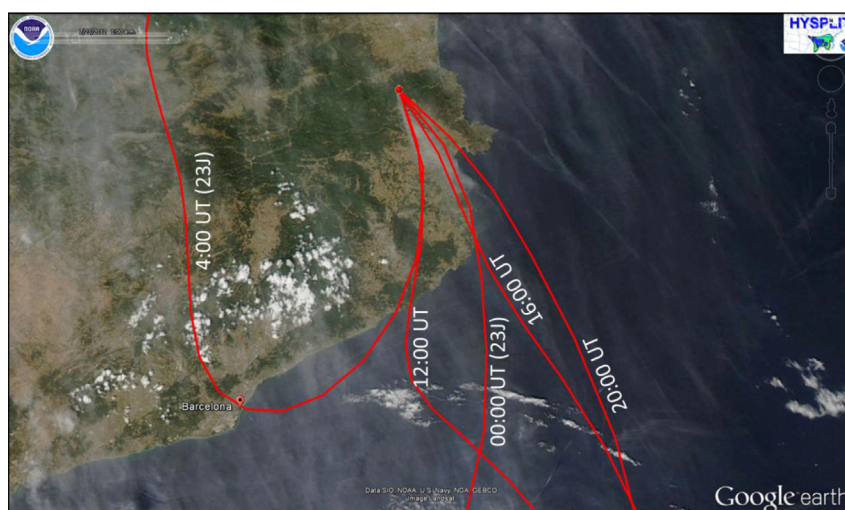 NOAA
HYSPLIT
4:00 UT (23J)
12:00 UT
00:00 UT (23J)
16:00 UT
20:00 UT
Barcelona
Data SIO, NOAA, U.S. Navy, NGA, GEBCO
Image Landsat
Google earth